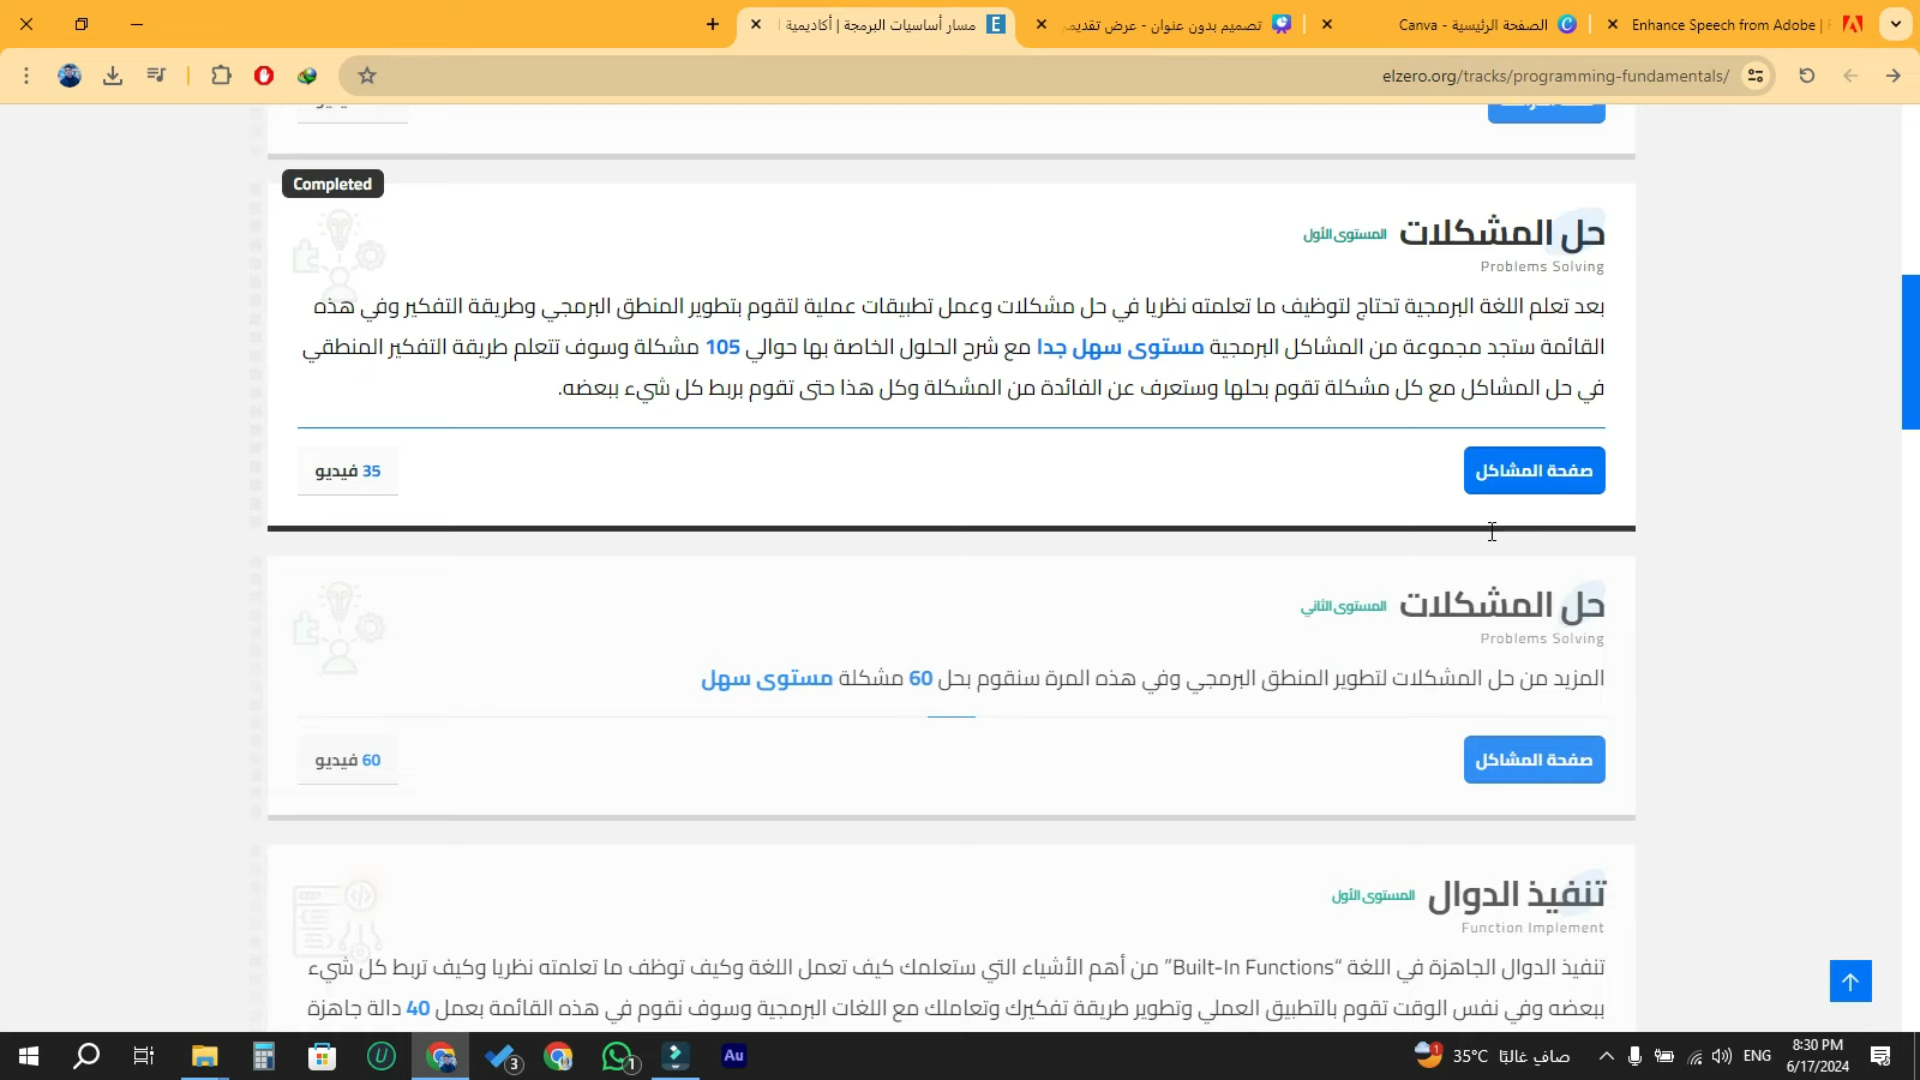 مسار أساسيات البرمجة | أكاديمية
تصميم بدون عنوان - عرض تقديمي
الصفحة الرئيسية - Canva
Enhance Speech from Adobe |
elzero.org/tracks/programming-fundamentals/
Completed
حل المشكلات المستوى الأول
Problems Solving
بعد تعلم اللغة البرمجية تحتاج لتوظيف ما تعلمته نظريا في حل مشكلات وعمل تطبيقات عملية لتقوم بتطوير المنطق البرمجي وطريقة التفكير وفي هذه
القائمة ستجد مجموعة من المشاكل البرمجية مستوى سهل جدا مع شرح الحلول الخاصة بها حوالي 105 مشكلة وسوف تتعلم طريقة التفكير المنطقي
في حل المشاكل مع كل مشكلة تقوم بحلها وستعرف عن الفائدة من المشكلة وكل هذا حتى تقوم بربط كل شيء ببعضه.
صفحة المشاكل
35 فيديو
حل المشكلات المستوى الثاني
Problems Solving
المزيد من حل المشكلات لتطوير المنطق البرمجي وفي هذه المرة سنقوم بحل 60 مشكلة مستوى سهل
صفحة المشاكل
60 فيديو
تنفيذ الدوال المستوى الأول
Function Implement
تنفيذ الدوال الجاهزة في اللغة “Built-In Functions” من أهم الأشياء التي ستعلمك كيف تعمل اللغة وكيف توظف ما تعلمته نظريا وكيف تربط كل شيء
ببعضه وفي نفس الوقت تقوم بالتطبيق العملي وتطوير طريقة تفكيرك وتعاملك مع اللغات البرمجية وسوف نقوم في هذه القائمة بعمل 40 دالة جاهزة
3
1
Au
1
35°C صافٍ غالبًا
ENG
8:30 PM
6/17/2024